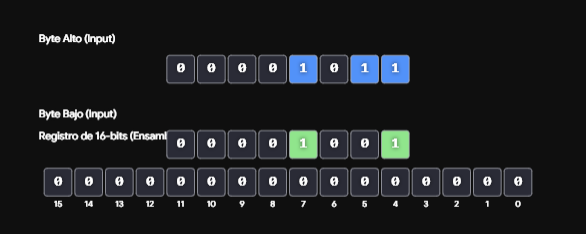 Byte Alto (Input)
0 0 0 0 1 0 1 1
Byte Bajo (Input)
Registro de 16-bits (Ensaml
0 0 0 0 1 0 0 1
0 0 0 0 0 0 0 0 0 0 0 0 0 0 0 0
15 14 13 12 11 10 9 8 7 6 5 4 3 2 1 0